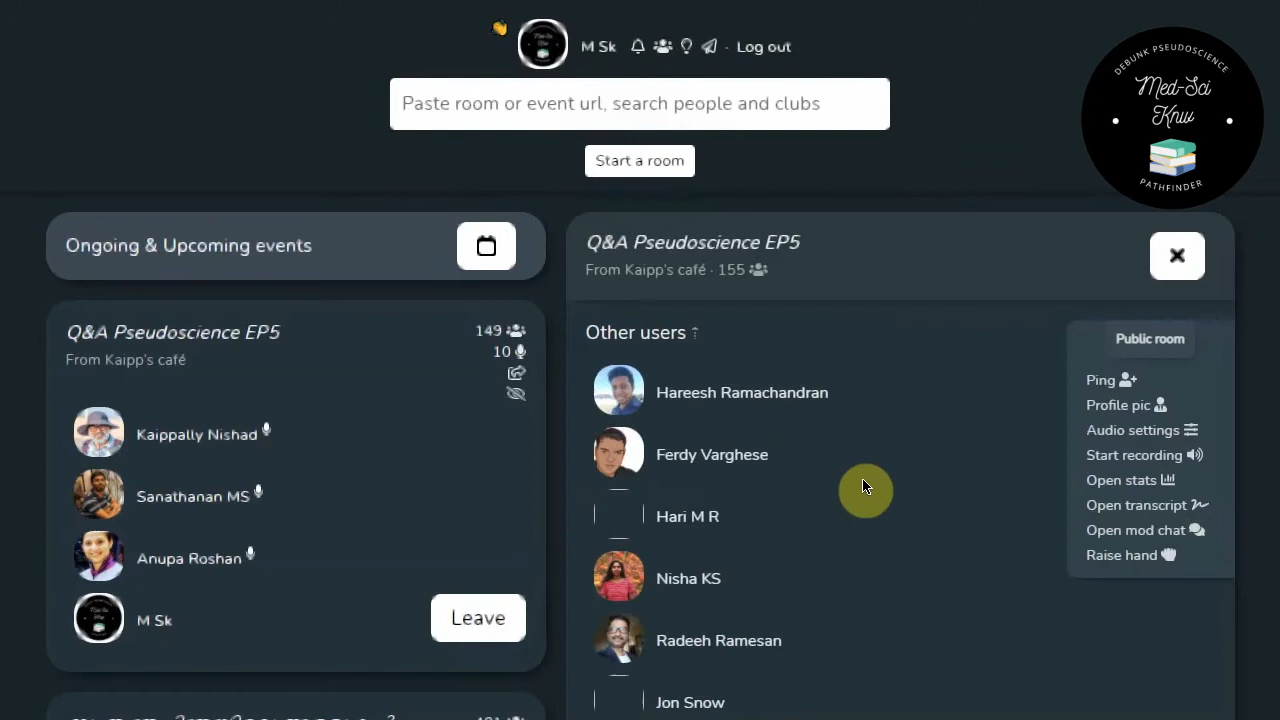 M Sk · Log out
Paste room or event url, search people and clubs
Start a room
DEBUNK PSEUDOSCIENCE
Med-Sci
Knw
PATHFINDER
Ongoing & Upcoming events
Q&A Pseudoscience EP5
149
From Kaipp's café
10
Kaippally Nishad
Sanathanan MS
Anupa Roshan
M Sk
Leave
Q&A Pseudoscience EP5
From Kaipp's café · 155
Other users
Hareesh Ramachandran
Ferdy Varghese
Hari M R
Nisha KS
Radeeh Ramesan
Jon Snow
Public room
Ping
Profile pic
Audio settings
Start recording
Open stats
Open transcript
Open mod chat
Raise hand